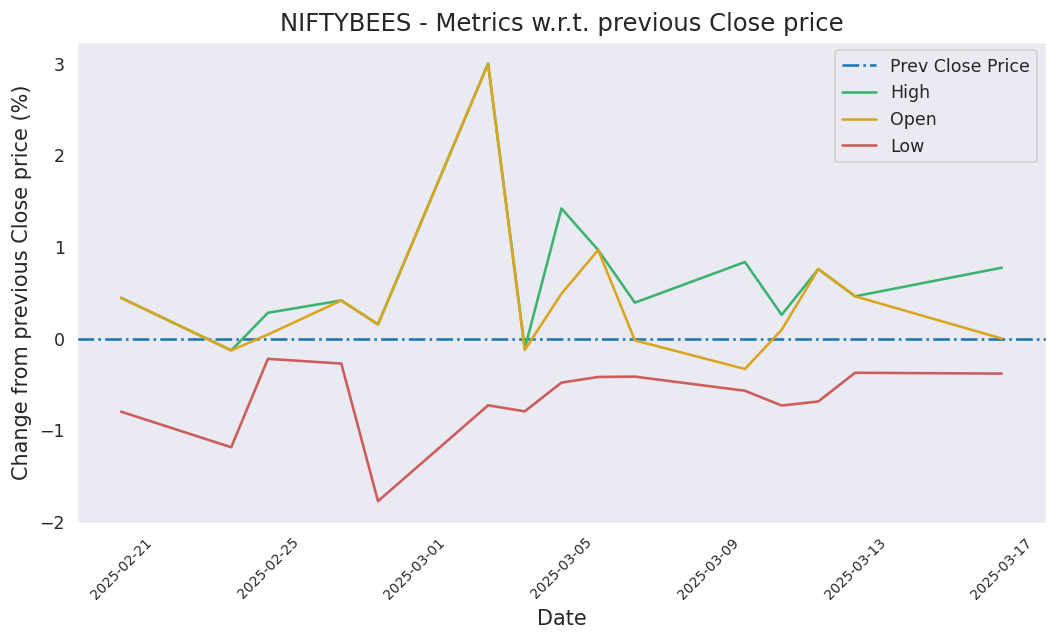 NIFTYBEES - Metrics w.r.t. previous Close price
Prev Close Price
High
Open
Low
Change from previous Close price (%)
3
2
1
0
−1
−2
2025-02-21
2025-02-25
2025-03-01
2025-03-05
2025-03-09
2025-03-13
2025-03-17
Date